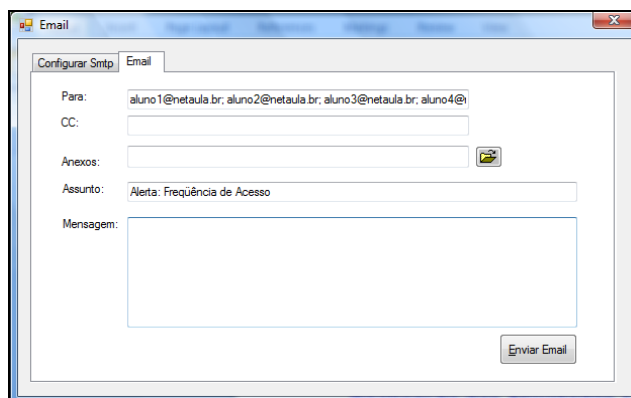 Email
Configurar Smtp Email
Para: aluno1@netaula.br; aluno2@netaula.br; aluno3@netaula.br; aluno4@
CC:
Anexos:
Assunto: Alerta: Freqüência de Acesso
Mensagem:
Enviar Email